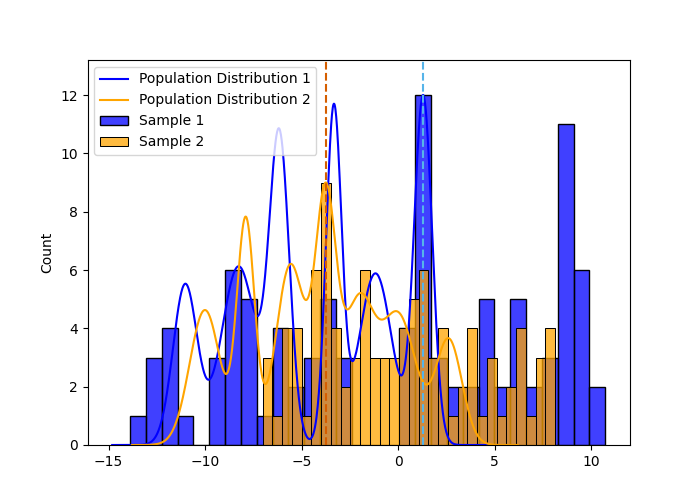 Population Distribution 1
Population Distribution 2
Sample 1
Sample 2
Count
12
10
8
6
4
2
0
−15 −10 −5 0 5 10